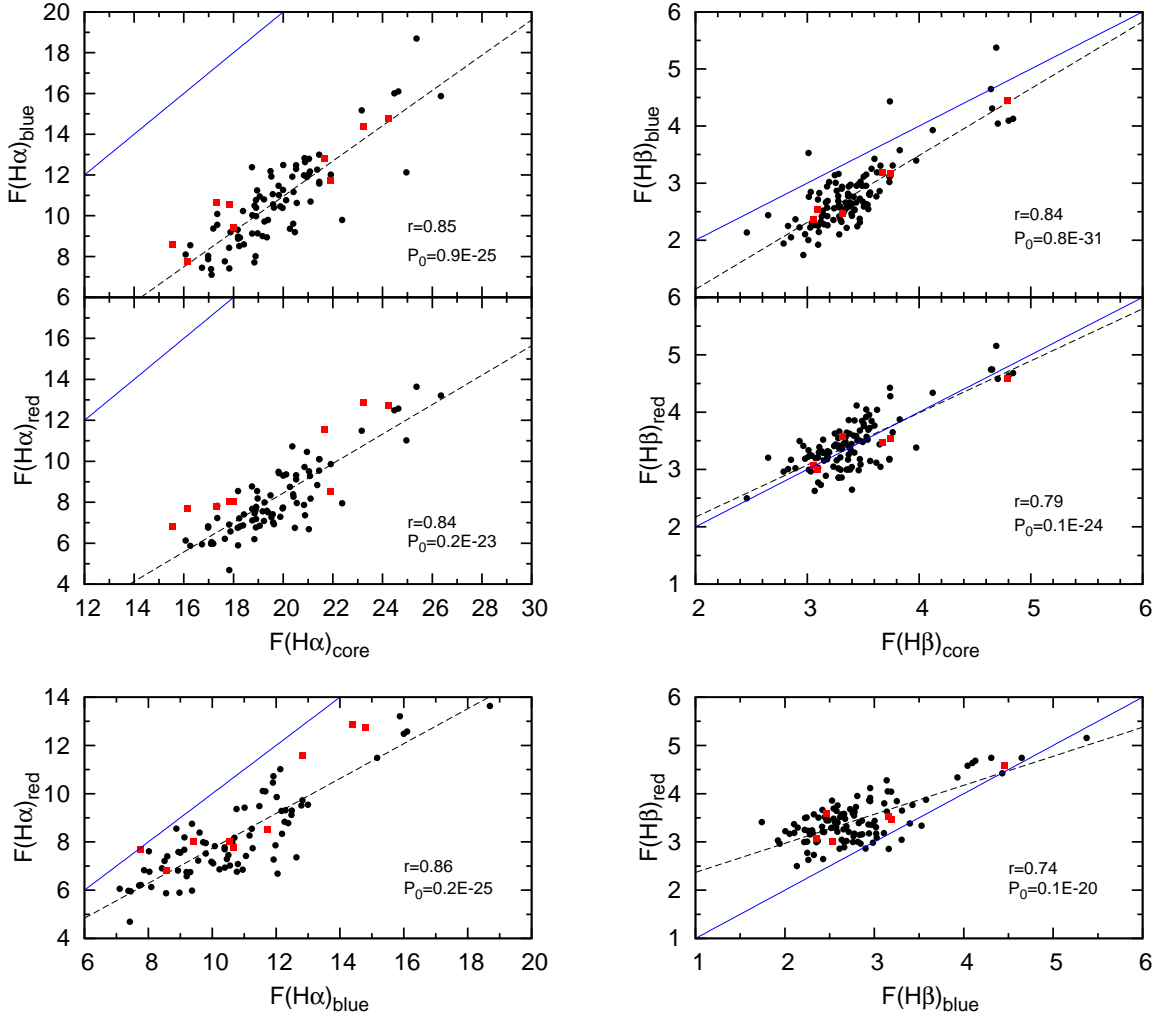 20
18
16
14
12
10
8
6
F(Hα)blue
r=0.85
P0=0.9E-25
6
5
4
3
2
6
F(Hβ)blue
r=0.84
P0=0.8E-31
16
14
12
10
8
6
4
F(Hα)red
r=0.84
P0=0.2E-23
12 14 16 18 20 22 24 26 28 30
F(Hα)core
5
4
3
2
1
F(Hβ)red
r=0.79
P0=0.1E-24
2 3 4 5 6
F(Hβ)core
14
12
10
8
6
4
F(Hα)red
r=0.86
P0=0.2E-25
6 8 10 12 14 16 18 20
F(Hα)blue
6
5
4
3
2
1
F(Hβ)red
r=0.74
P0=0.1E-20
1 2 3 4 5 6
F(Hβ)blue